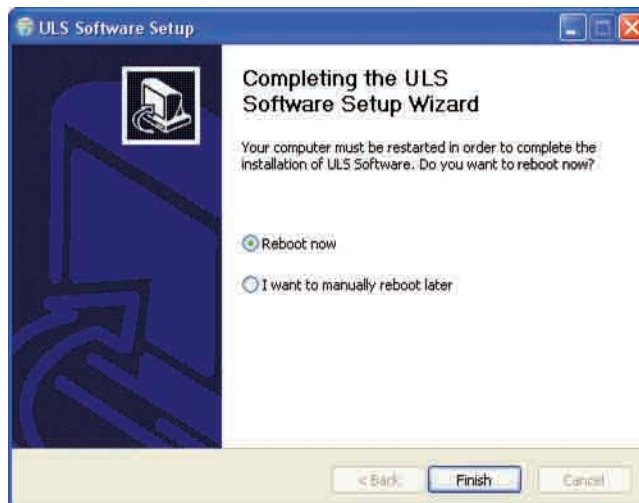 ULS Software Setup
Completing the ULS
Software Setup Wizard
Your computer must be restarted in order to complete the
installation of ULS Software. Do you want to reboot now?
Reboot now
I want to manually reboot later
< Back
Finish
Cancel